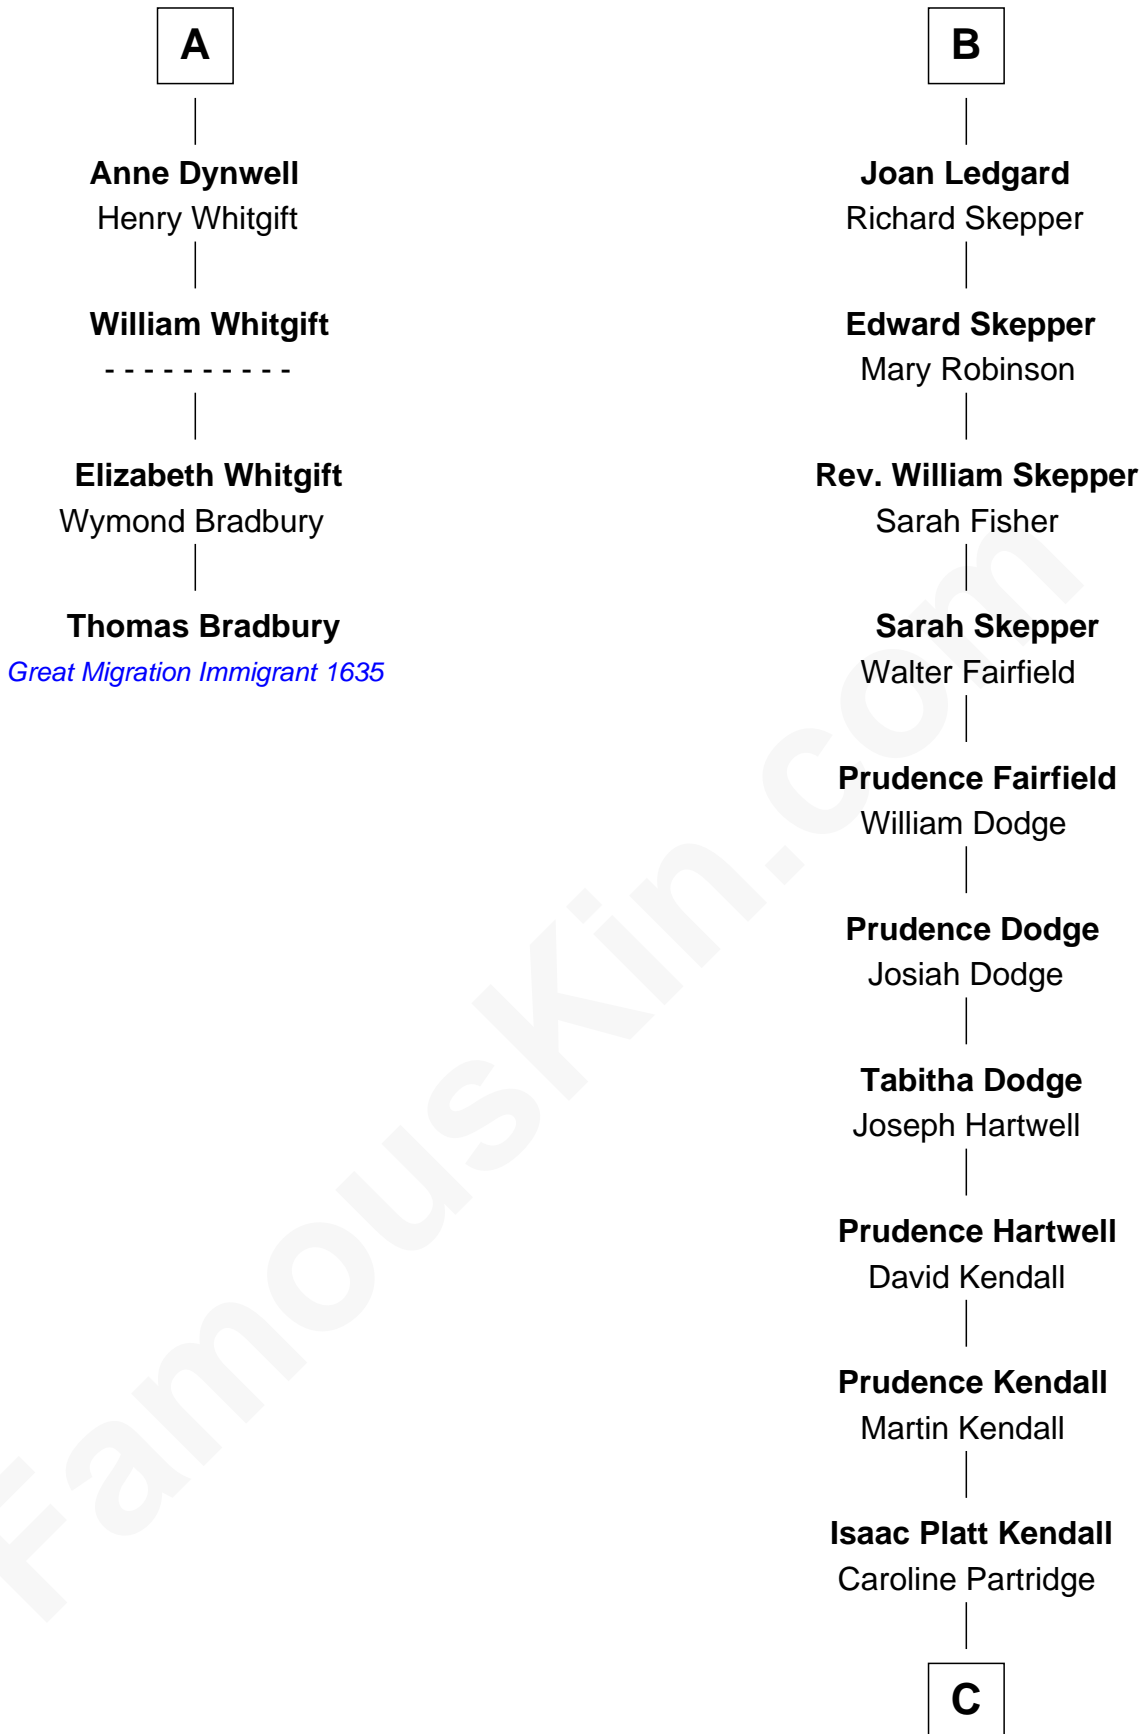 A
Anne Dynwell
Henry Whitgift
William Whitgift
- - - - - - - - - -
Elizabeth Whitgift
Wymond Bradbury
Thomas Bradbury
Great Migration Immigrant 1635
B
Joan Ledgard
Richard Skepper
Edward Skepper
Mary Robinson
Rev. William Skepper
Sarah Fisher
Sarah Skepper
Walter Fairfield
Prudence Fairfield
William Dodge
Prudence Dodge
Josiah Dodge
Tabitha Dodge
Joseph Hartwell
Prudence Hartwell
David Kendall
Prudence Kendall
Martin Kendall
Isaac Platt Kendall
Caroline Partridge
C
FamousKin.com